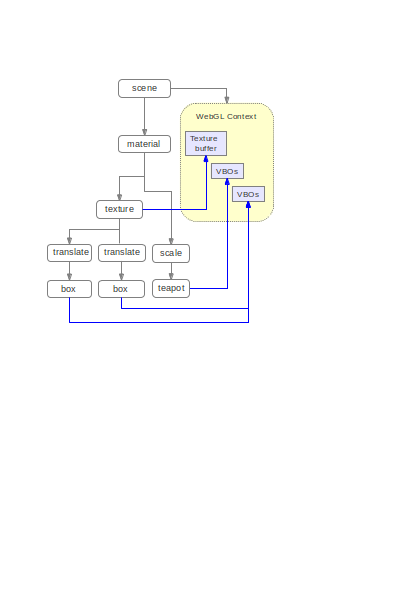 scene
WebGL Context
Texture
buffer
material
VBOs
VBOs
texture
translate
translate
scale
box
box
teapot